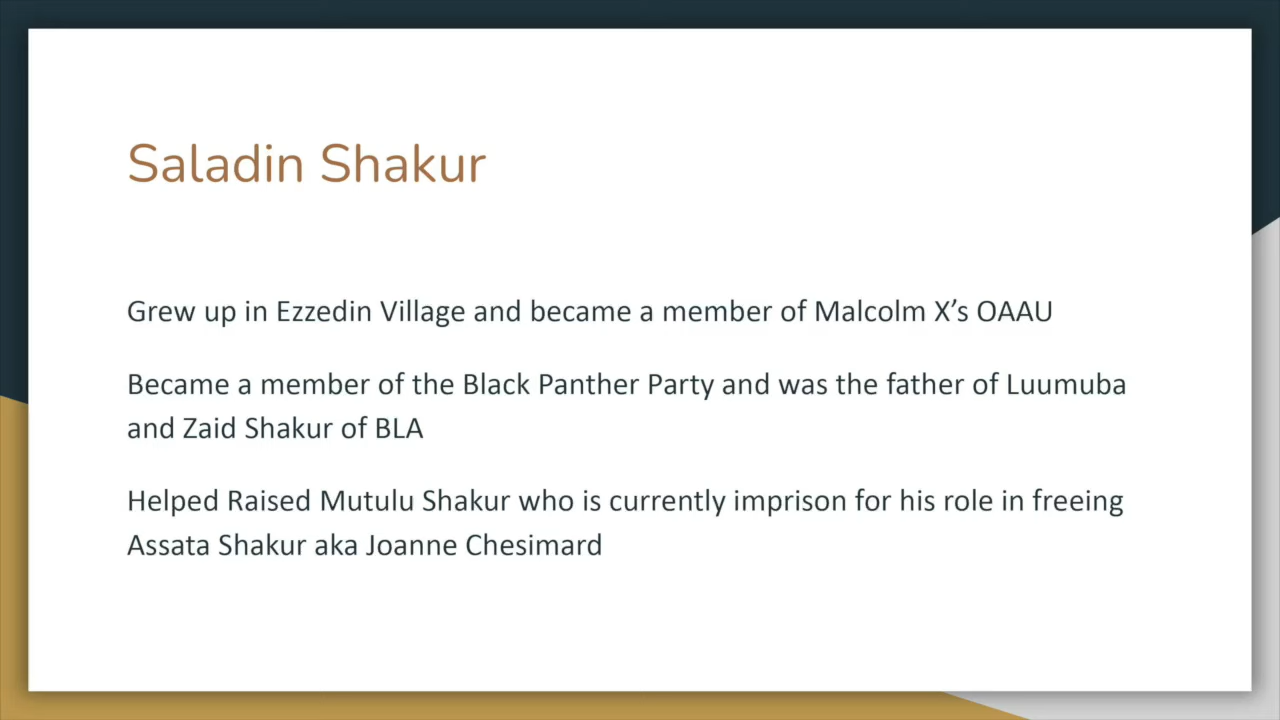 Saladin Shakur
Grew up in Ezzedin Village and became a member of Malcolm X’s OAAU
Became a member of the Black Panther Party and was the father of Luumuba
and Zaid Shakur of BLA
Helped Raised Mutulu Shakur who is currently imprison for his role in freeing
Assata Shakur aka Joanne Chesimard